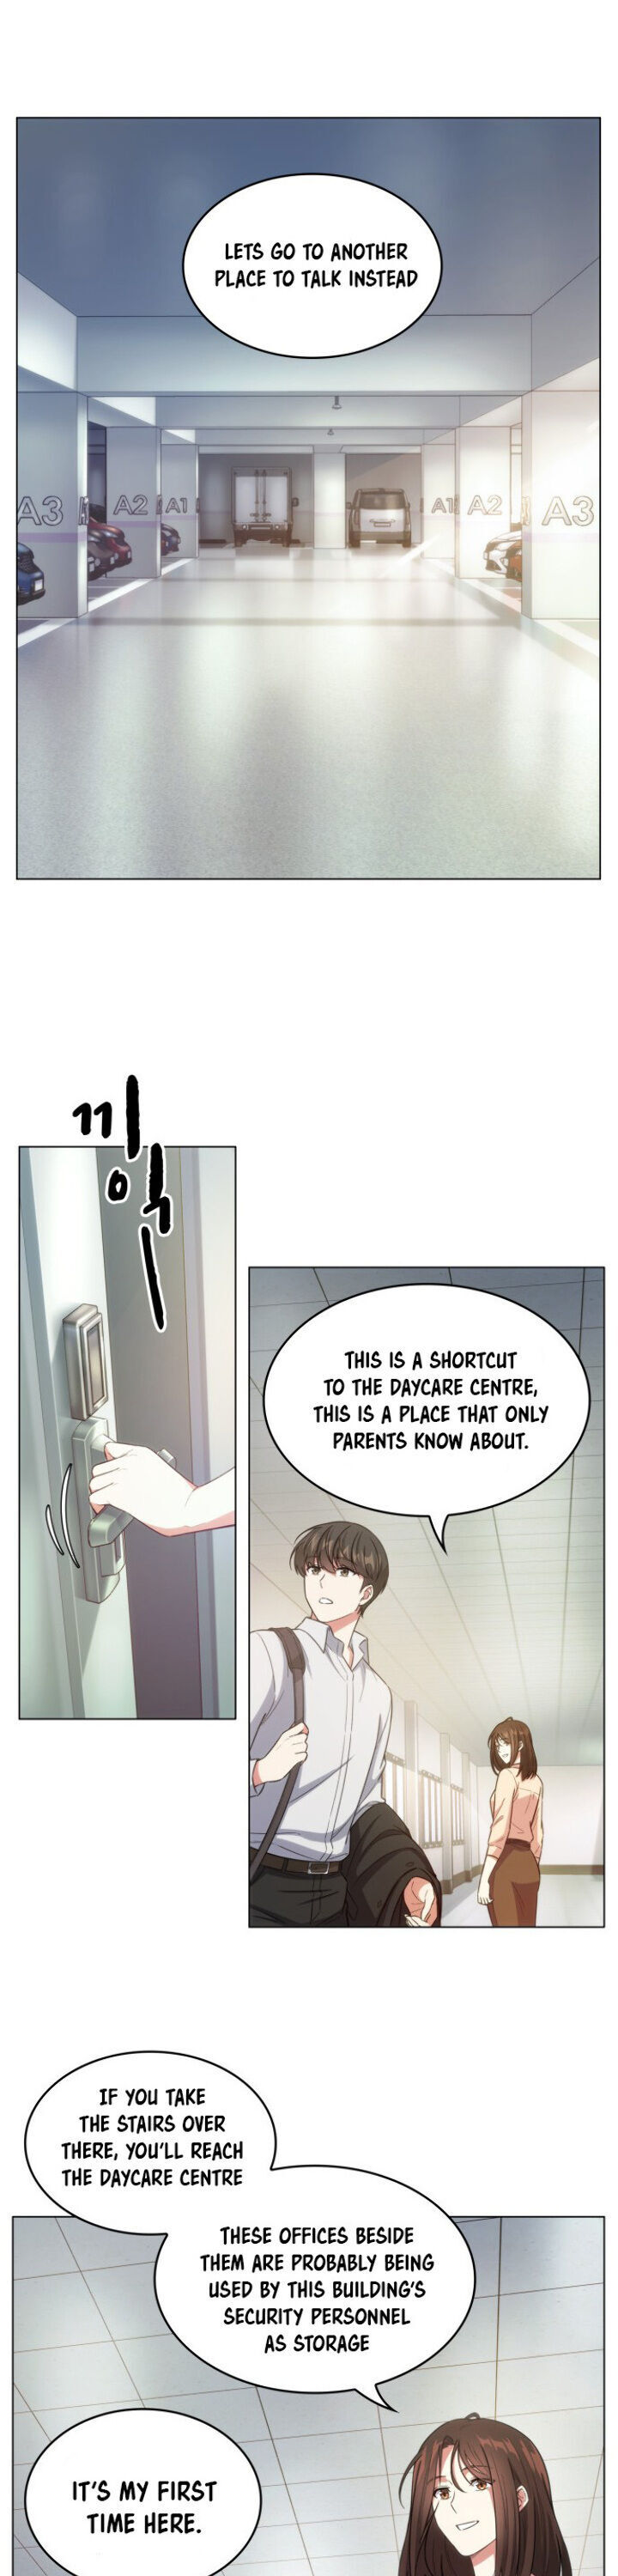 LETS GO TO ANOTHER
PLACE TO TALK INSTEAD
A3
A2
A1
A1
A2
A3
끼익
THIS IS A SHORTCUT
TO THE DAYCARE CENTRE,
THIS IS A PLACE THAT ONLY
PARENTS KNOW ABOUT.
IF YOU TAKE
THE STAIRS OVER
THERE, YOU'LL REACH
THE DAYCARE CENTRE
THESE OFFICES BESIDE
THEM ARE PROBABLY BEING
USED BY THIS BUILDING'S
SECURITY PERSONNEL
AS STORAGE
IT'S MY FIRST
TIME HERE.